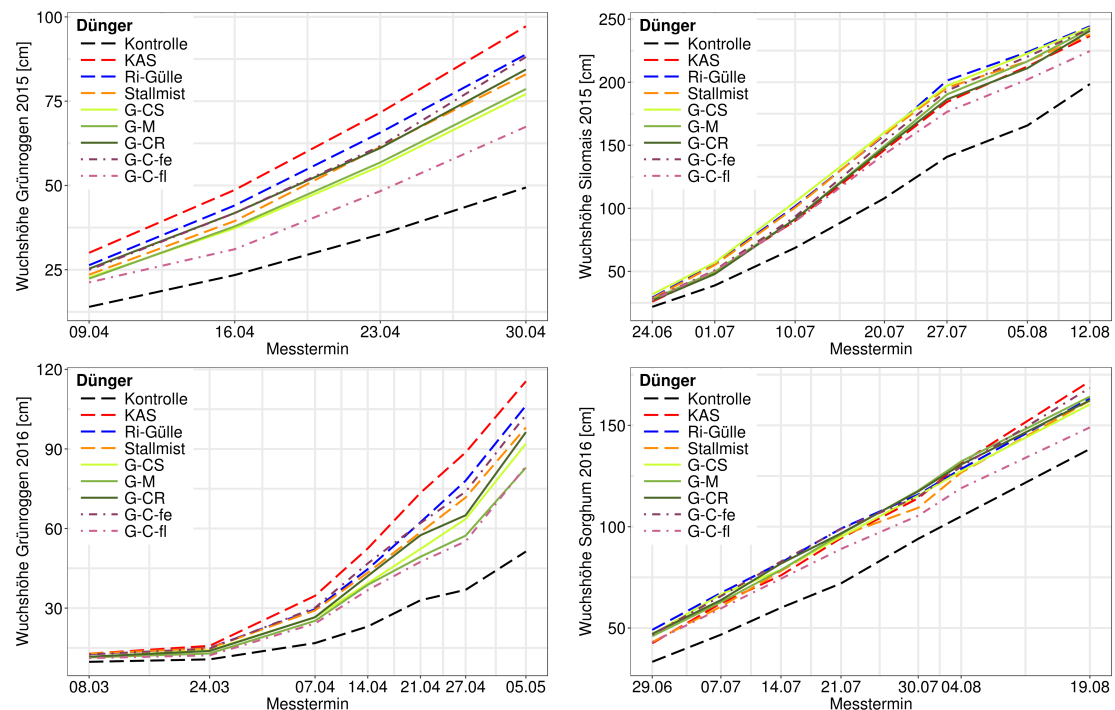 Wuchshöhe Grünroggen 2015 [cm]
100
75
50
25
Dünger
Kontrolle
KAS
Ri-Gülle
Stallmist
G-CS
G-M
G-CR
G-C-fe
G-C-fl
09.04 16.04 23.04 30.04
Messtermin
Wuchshöhe Silomais 2015 [cm]
250
200
150
100
50
Dünger
Kontrolle
KAS
Ri-Gülle
Stallmist
G-CS
G-M
G-CR
G-C-fe
G-C-fl
24.06 01.07 10.07 20.07 27.07 05.08 12.08
Messtermin
Wuchshöhe Grünroggen 2016 [cm]
120
90
60
30
Dünger
Kontrolle
KAS
Ri-Gülle
Stallmist
G-CS
G-M
G-CR
G-C-fe
G-C-fl
08.03 24.03 07.04 14.04 21.04 27.04 05.05
Messtermin
Wuchshöhe Sorghum 2016 [cm]
150
100
50
Dünger
Kontrolle
KAS
Ri-Gülle
Stallmist
G-CS
G-M
G-CR
G-C-fe
G-C-fl
29.06 07.07 14.07 21.07 30.07 04.08 19.08
Messtermin